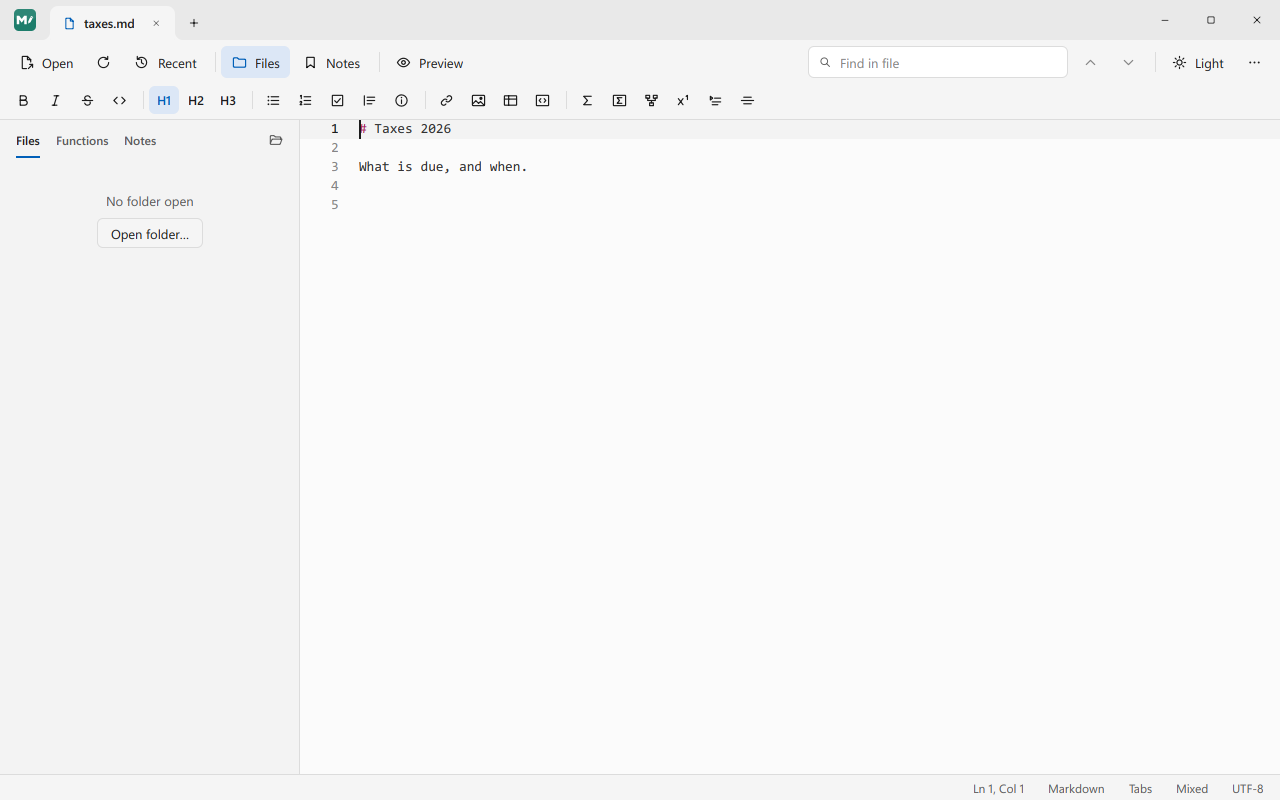 M
taxes.md
Open
Recent
Files
Notes
Preview
Find in file
Light
B I S <> H1 H2 H3
Σ Σ x¹
Files Functions Notes
No folder open
Open folder...
1 # Taxes 2026
2
3 What is due, and when.
4
5
Ln 1, Col 1
Markdown
Tabs
Mixed
UTF-8